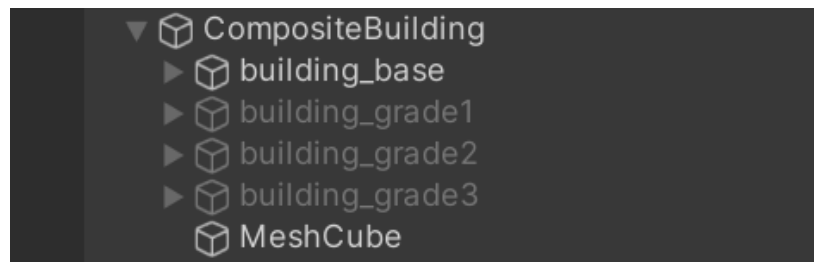 CompositeBuilding
building_base
building_grade1
building_grade2
building_grade3
MeshCube